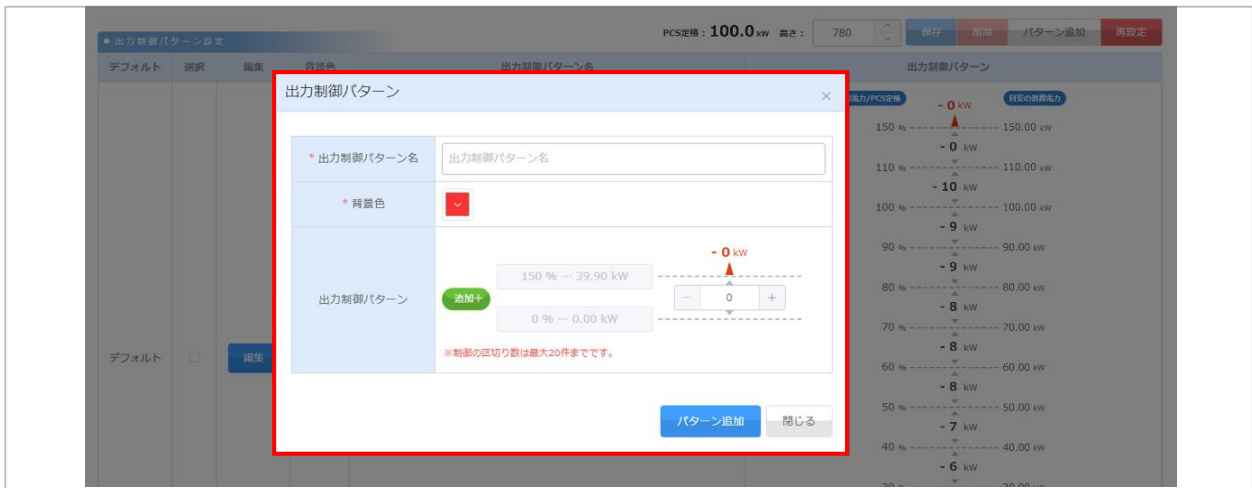 ● 出力制御パターン設定
PCS定格：100.0 kW 高さ： 780 保存 削除 パターン追加 再設定
デフォルト 選択 編集 背景色 出力制御パターン名 出力制御パターン
出力制御パターン ×
電力/PCS定格 - 0 kW 目安の消費電力
150 % 150.00 kW
- 0 kW
110 % 110.00 kW
- 10 kW
100 % 100.00 kW
- 9 kW
90 % 90.00 kW
- 9 kW
80 % 80.00 kW
- 8 kW
70 % 70.00 kW
- 8 kW
60 % 60.00 kW
- 8 kW
50 % 50.00 kW
- 7 kW
40 % 40.00 kW
- 6 kW
30 % 30.00 kW
デフォルト 編集
* 出力制御パターン名 出力制御パターン名
* 背景色
出力制御パターン 追加+
- 0 kW
150 % … 39.90 kW
− 0 +
0 % … 0.00 kW
※制御の区切り数は最大20件までです。
パターン追加 閉じる